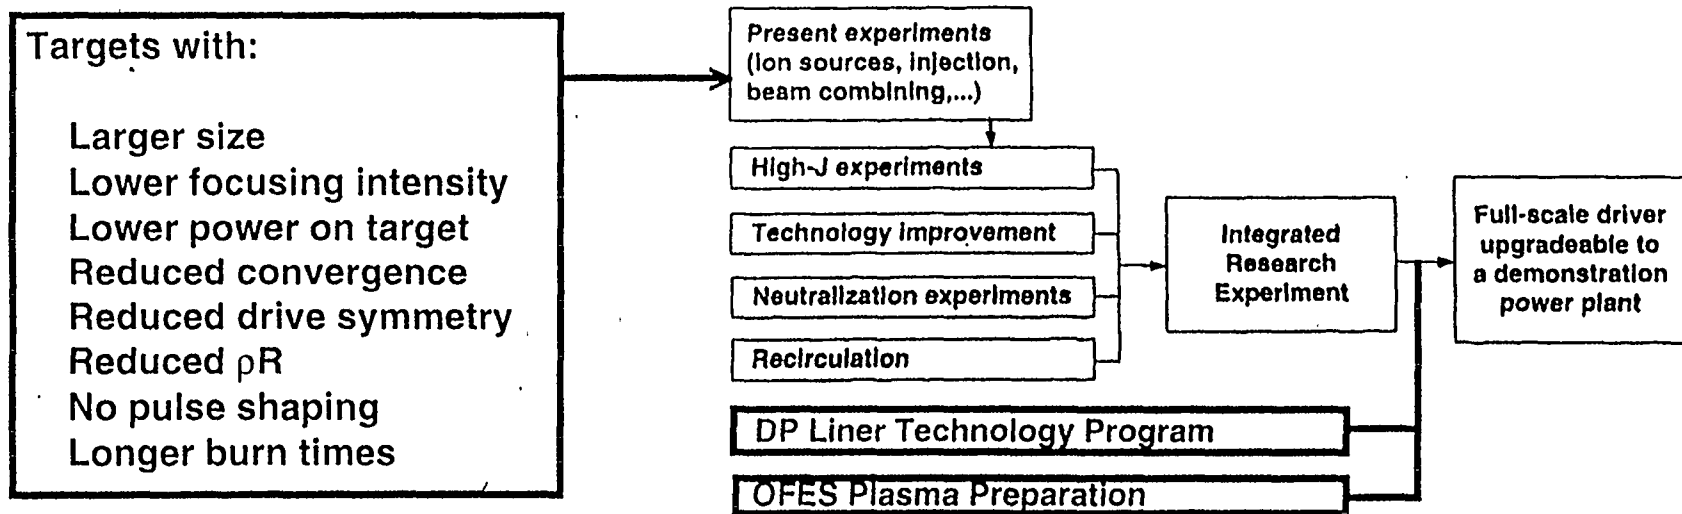 Targets with:
Larger size
Lower focusing intensity
Lower power on target
Reduced convergence
Reduced drive symmetry
Reduced ρR
No pulse shaping
Longer burn times
Present experiments
(ion sources, injection,
beam combining,...)
High-J experiments
Technology improvement
Neutralization experiments
Recirculation
DP Liner Technology Program
OFES Plasma Preparation
Integrated
Research
Experiment
Full-scale driver
upgradeable to
a demonstration
power plant